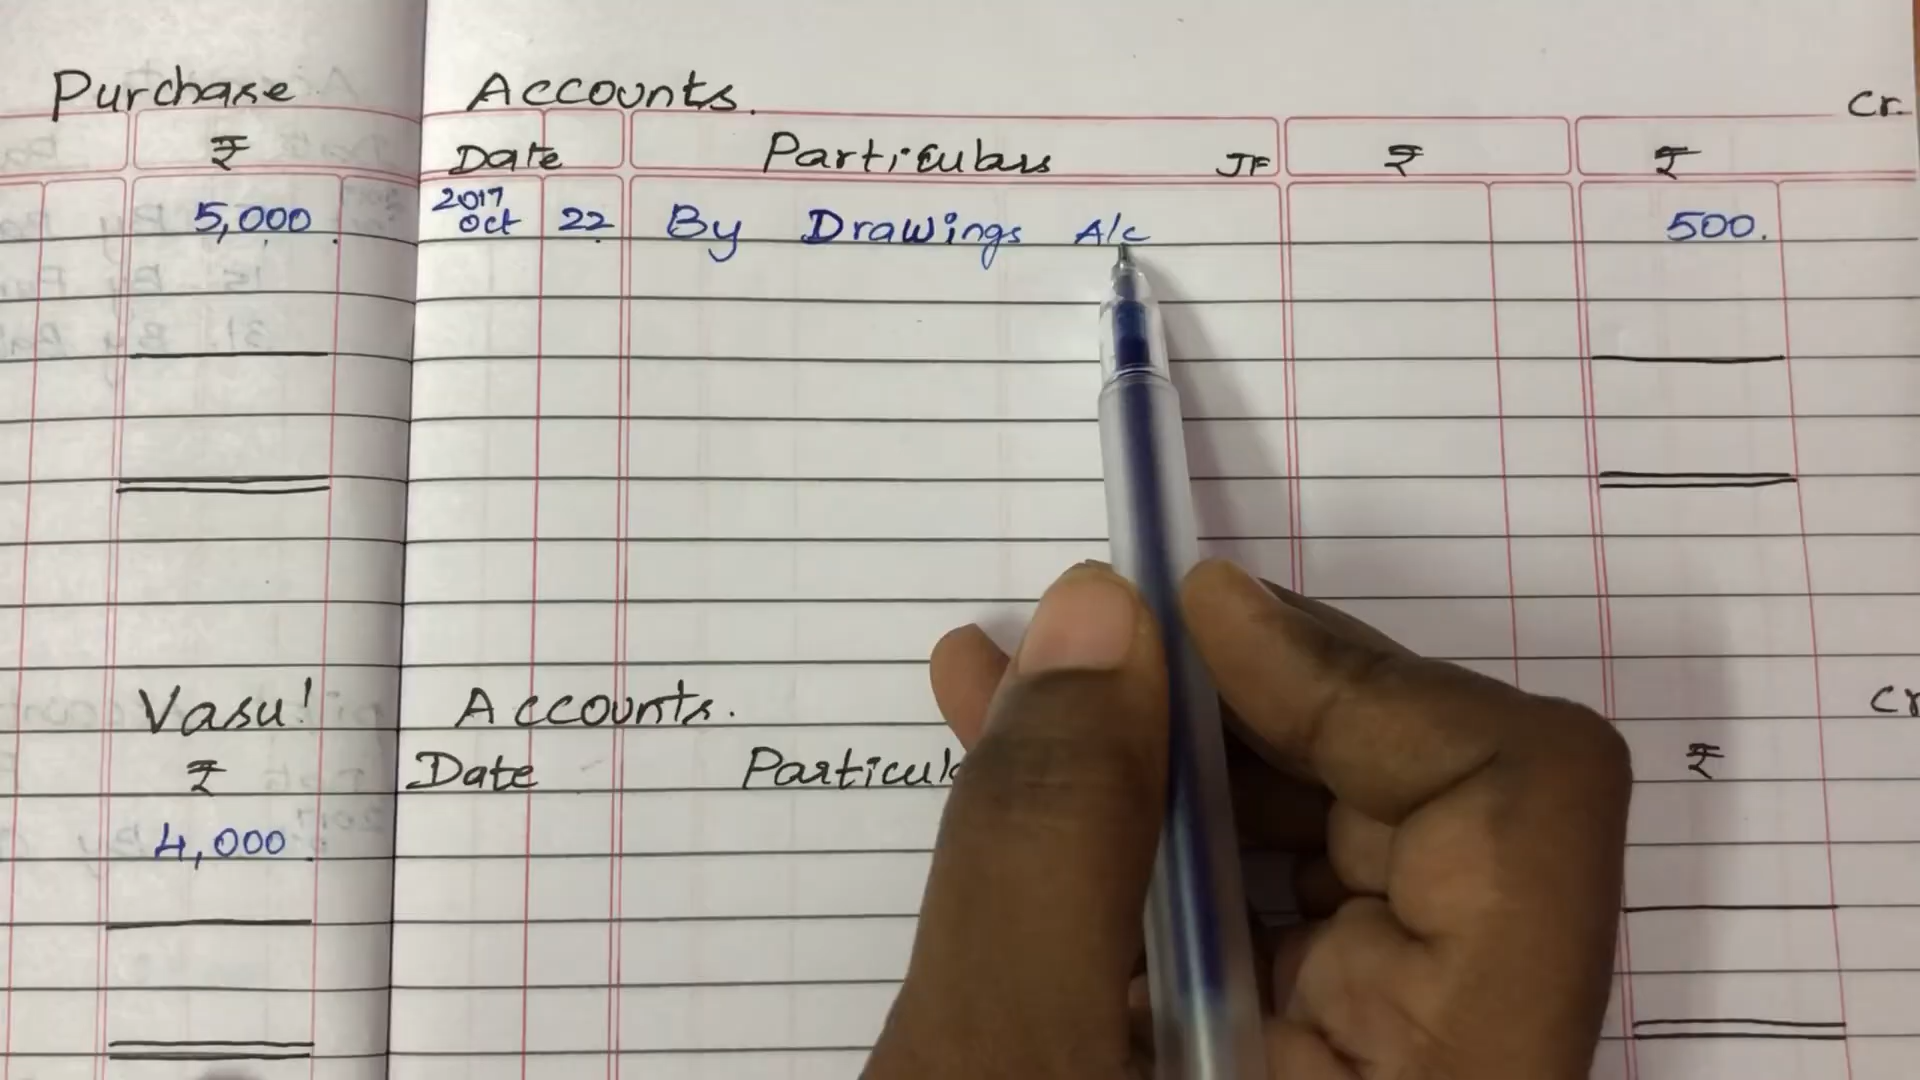 Purchase Accounts.
Cr.
₹ Date Particulars JF ₹ ₹
5,000 2017 Oct 22 By Drawings A/c 500.
Vasu! Accounts.
Cr
₹ Date Particul ₹
4,000